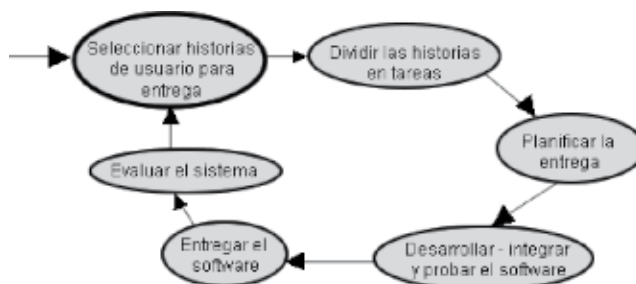 Seleccionar historias
de usuario para
entrega
Dividir las historias
en tareas
Planificar la
entrega
Desarrollar - integrar
y probar el software
Entregar el
software
Evaluar el sistema